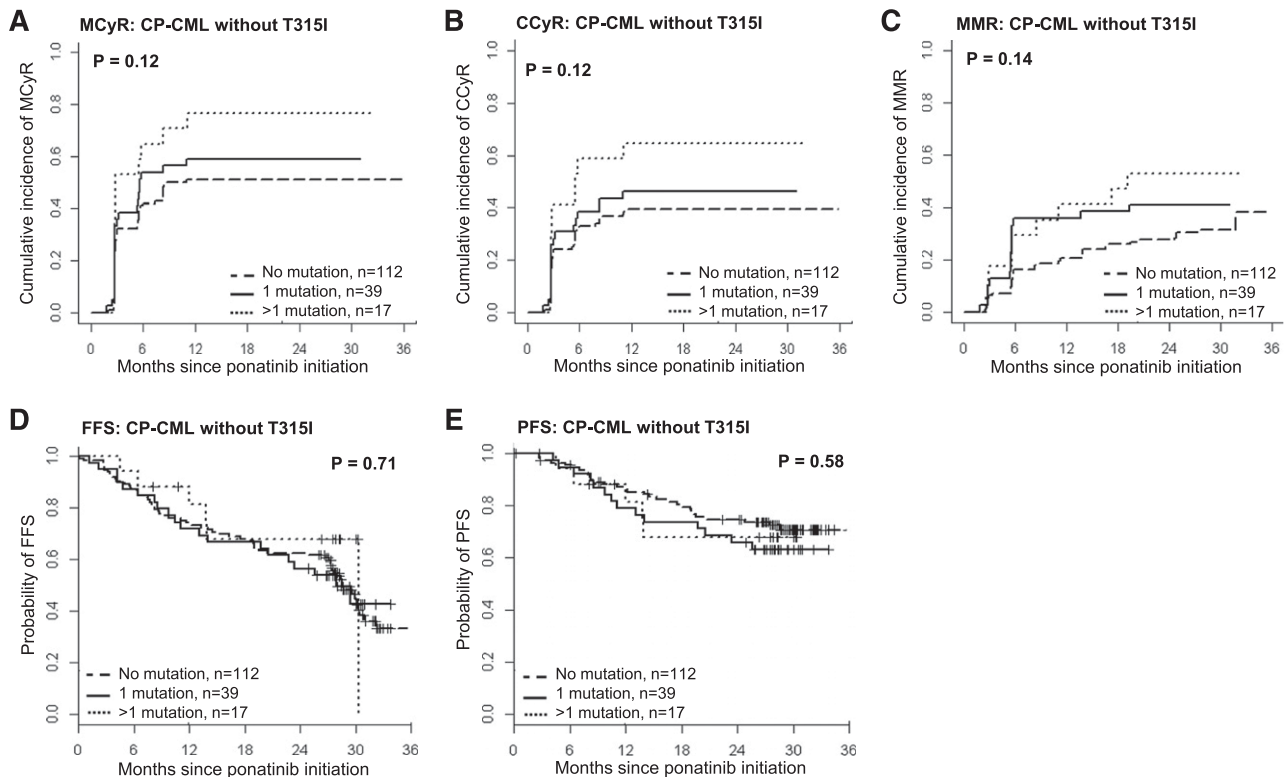 A
MCyR: CP-CML without T315I
P = 0.12
Cumulative incidence of MCyR
1.0
0.8
0.6
0.4
0.2
0.0
No mutation, n=112
1 mutation, n=39
>1 mutation, n=17
0 6 12 18 24 30 36
Months since ponatinib initiation
B
CCyR: CP-CML without T315I
P = 0.12
Cumulative incidence of CCyR
1.0
0.8
0.6
0.4
0.2
0.0
No mutation, n=112
1 mutation, n=39
>1 mutation, n=17
0 6 12 18 24 30 36
Months since ponatinib initiation
C
MMR: CP-CML without T315I
P = 0.14
Cumulative incidence of MMR
1.0
0.8
0.6
0.4
0.2
0.0
No mutation, n=112
1 mutation, n=39
>1 mutation, n=17
0 6 12 18 24 30 36
Months since ponatinib initiation
D
FFS: CP-CML without T315I
P = 0.71
Probability of FFS
1.0
0.8
0.6
0.4
0.2
0.0
No mutation, n=112
1 mutation, n=39
>1 mutation, n=17
0 6 12 18 24 30 36
Months since ponatinib initiation
E
PFS: CP-CML without T315I
P = 0.58
Probability of PFS
1.0
0.8
0.6
0.4
0.2
0.0
No mutation, n=112
1 mutation, n=39
>1 mutation, n=17
0 6 12 18 24 30 36
Months since ponatinib initiation